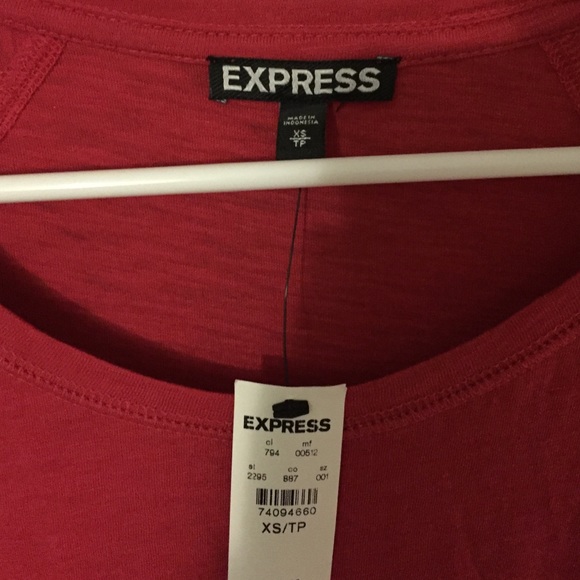 EXPRESS
MADE IN
INDONESIA
XS
TP
EXPRESS
cl mf
794 00512
sl co sz
2295 887 001
74094660
XS/TP